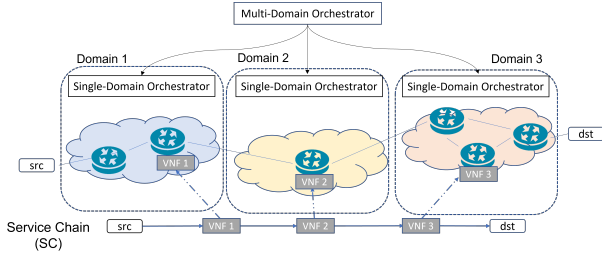 Multi-Domain Orchestrator
Domain 1
Domain 2
Domain 3
Single-Domain Orchestrator
Single-Domain Orchestrator
Single-Domain Orchestrator
src
dst
VNF 1
VNF 2
VNF 3
Service Chain
(SC)
src
VNF 1
VNF 2
VNF 3
dst